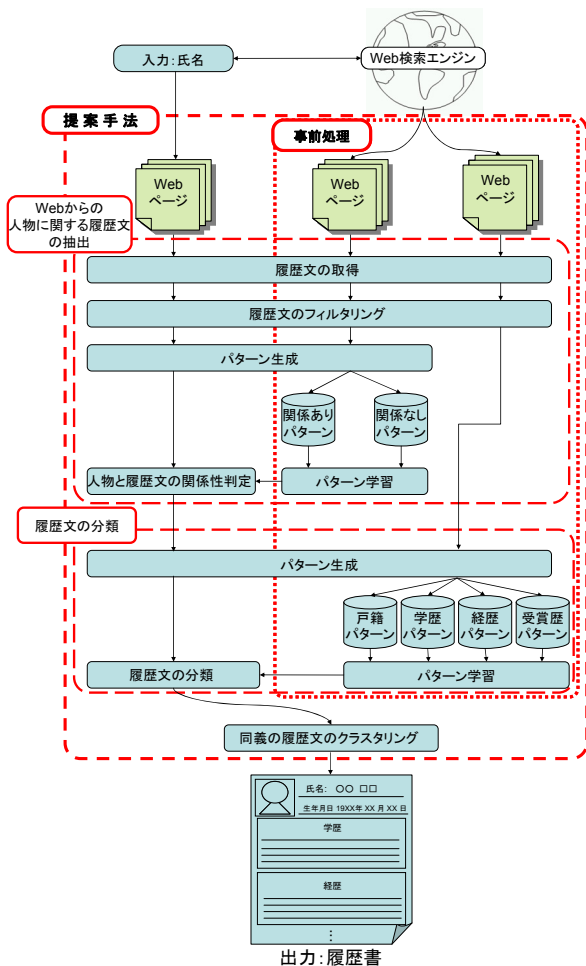 入力：氏名
Web検索エンジン
提案手法
事前処理
Web
ページ
Web
ページ
Web
ページ
Webからの
人物に関する履歴文
の抽出
履歴文の取得
履歴文のフィルタリング
パターン生成
関係あり
パターン
関係なし
パターン
人物と履歴文の関係性判定
パターン学習
履歴文の分類
パターン生成
戸籍
パターン
学歴
パターン
経歴
パターン
受賞歴
パターン
履歴文の分類
パターン学習
同義の履歴文のクラスタリング
氏名: 〇〇 □□
生年月日 19XX年 XX 月 XX 日
学歴
経歴
⋮
出力：履歴書